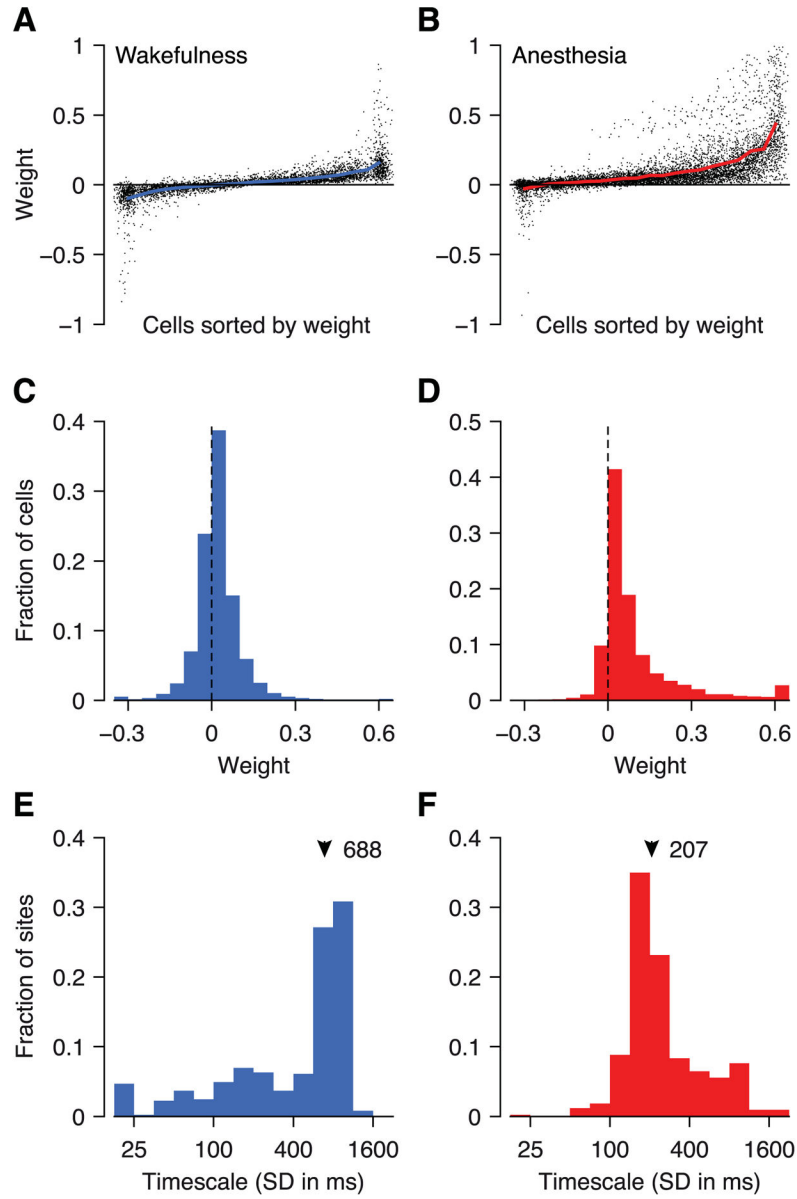 A
B
Wakefulness
Anesthesia
1
0.5
0
−0.5
−1
Weight
Cells sorted by weight
1
0.5
0
−0.5
−1
Cells sorted by weight
C
D
0.4
0.3
0.2
0.1
0
Fraction of cells
−0.3 0 0.3 0.6
Weight
0.5
0.4
0.3
0.2
0.1
0
−0.3 0 0.3 0.6
Weight
E
F
0.4
0.3
0.2
0.1
0
Fraction of sites
688
25 100 400 1600
Timescale (SD in ms)
0.4
0.3
0.2
0.1
0
207
25 100 400 1600
Timescale (SD in ms)